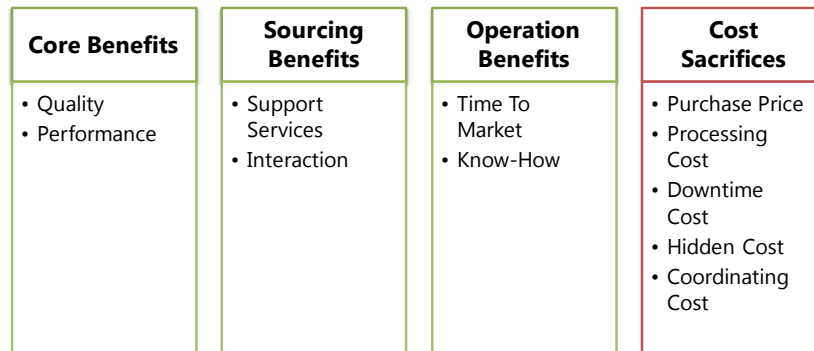 Core Benefits
• Quality
• Performance
Sourcing
Benefits
• Support
Services
• Interaction
Operation
Benefits
• Time To
Market
• Know-How
Cost
Sacrifices
• Purchase Price
• Processing
Cost
• Downtime
Cost
• Hidden Cost
• Coordinating
Cost